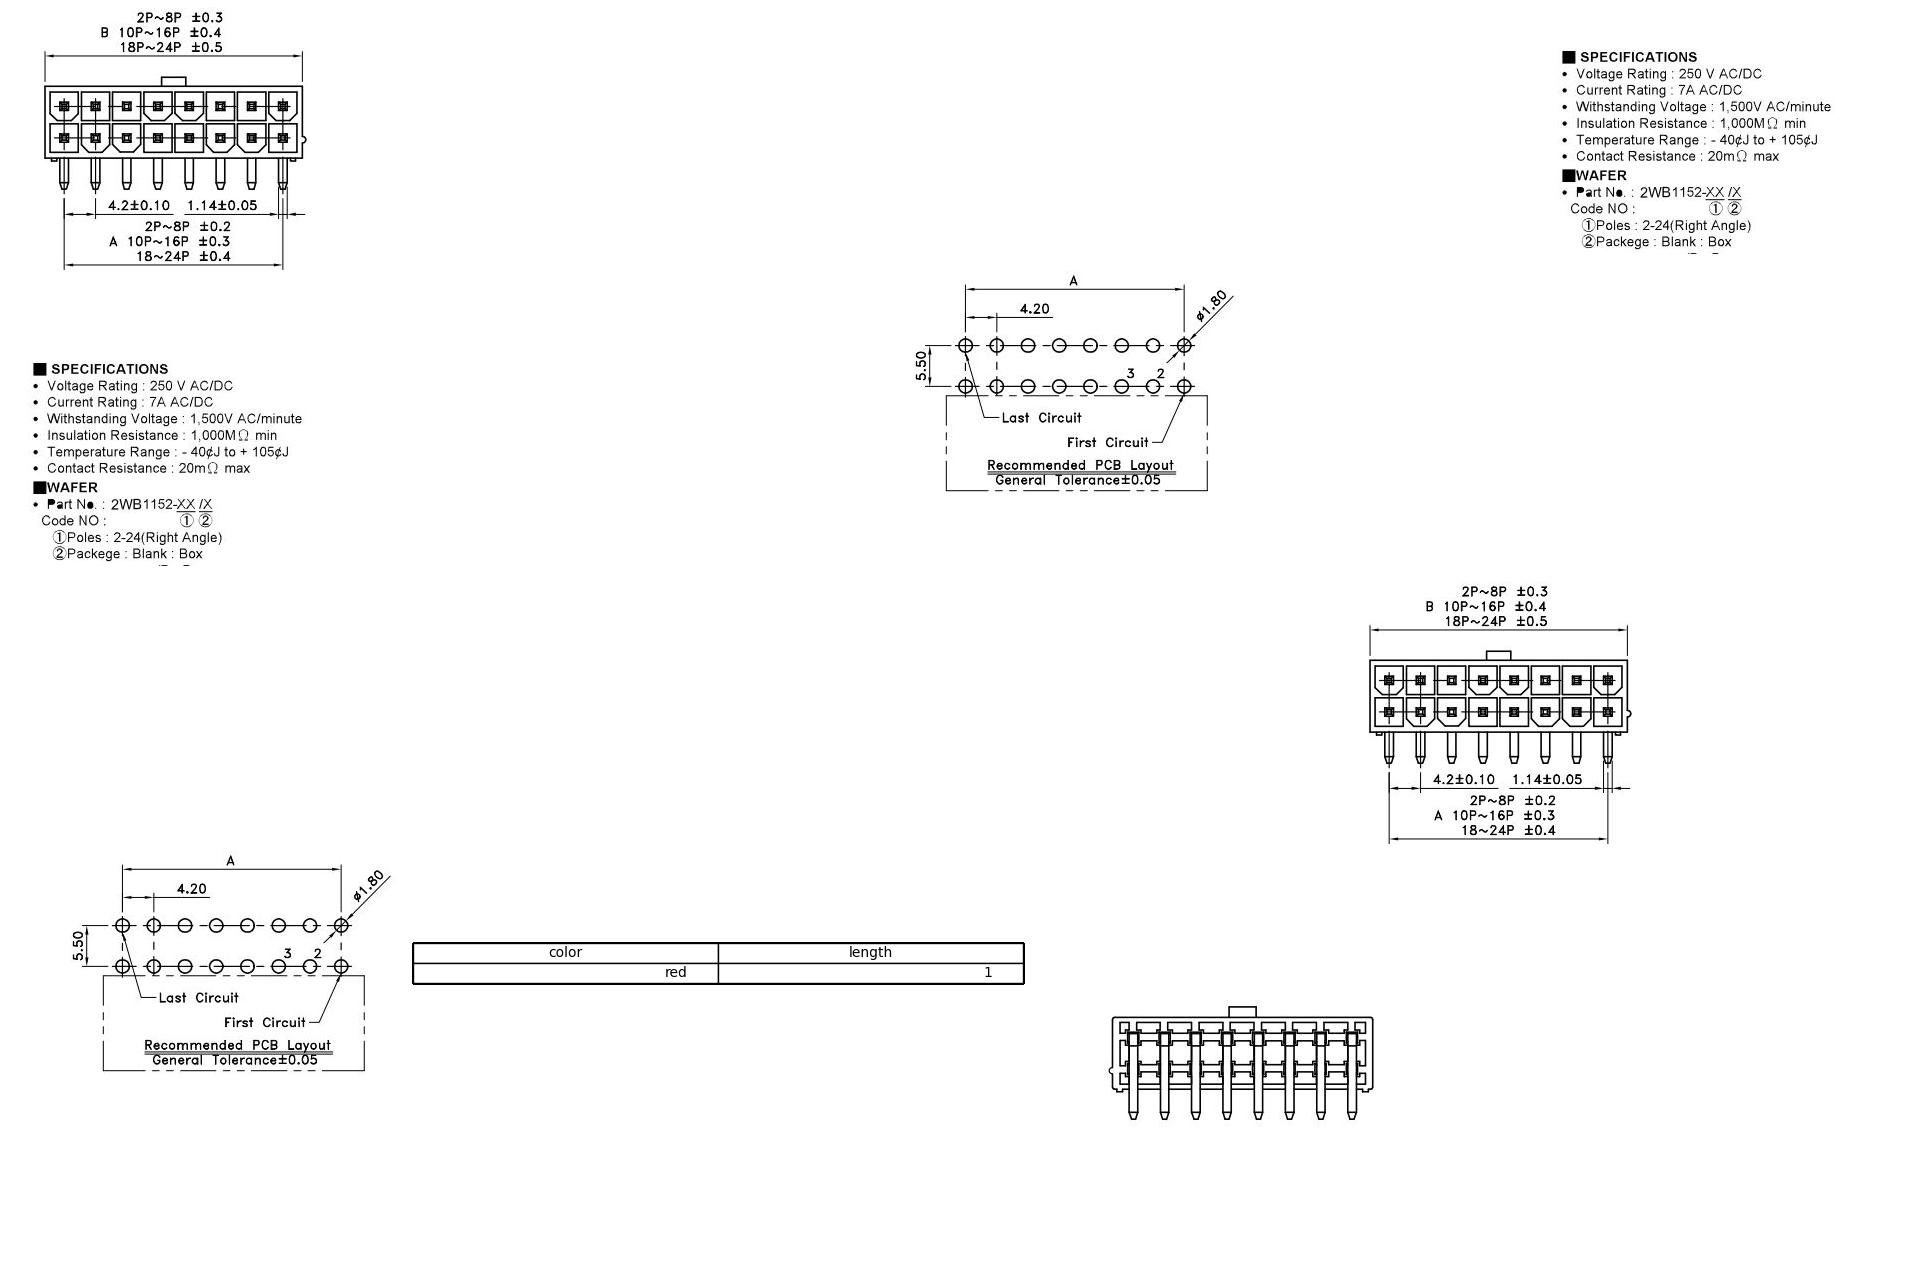 2P~8P ±0.3
B 10P~16P ±0.4
18P~24P ±0.5
4.2±0.10 1.14±0.05
2P~8P ±0.2
A 10P~16P ±0.3
18~24P ±0.4
■ SPECIFICATIONS
• Voltage Rating : 250 V AC/DC
• Current Rating : 7A AC/DC
• Withstanding Voltage : 1,500V AC/minute
• Insulation Resistance : 1,000MΩ min
• Temperature Range : - 40¢J to + 105¢J
• Contact Resistance : 20mΩ max
■WAFER
• Part No. : 2WB1152-XX /X
Code NO : ① ②
①Poles : 2-24(Right Angle)
②Packege : Blank : Box
A
4.20
ø1.80
5.50
3 2
Last Circuit
First Circuit
Recommended PCB Layout
General Tolerance±0.05
■ SPECIFICATIONS
• Voltage Rating : 250 V AC/DC
• Current Rating : 7A AC/DC
• Withstanding Voltage : 1,500V AC/minute
• Insulation Resistance : 1,000MΩ min
• Temperature Range : - 40¢J to + 105¢J
• Contact Resistance : 20mΩ max
■WAFER
• Part No. : 2WB1152-XX /X
Code NO : ① ②
①Poles : 2-24(Right Angle)
②Packege : Blank : Box
2P~8P ±0.3
B 10P~16P ±0.4
18P~24P ±0.5
4.2±0.10 1.14±0.05
2P~8P ±0.2
A 10P~16P ±0.3
18~24P ±0.4
A
4.20
ø1.80
5.50
3 2
Last Circuit
First Circuit
Recommended PCB Layout
General Tolerance±0.05
color length
red 1